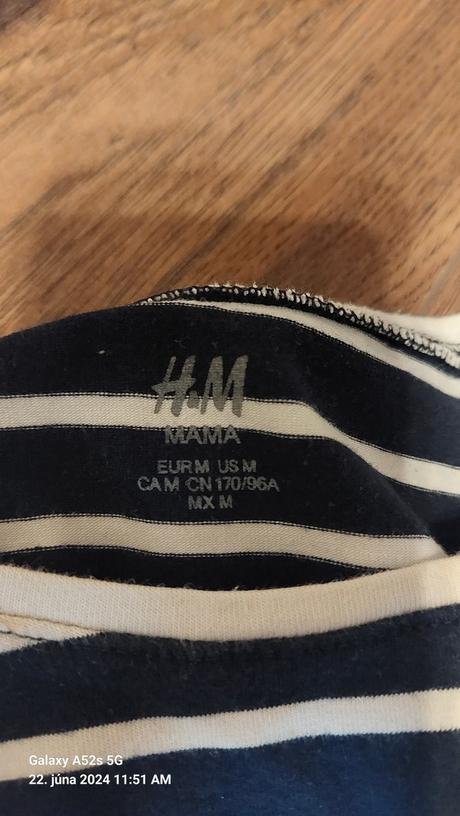 H&M
MAMA
EUR M US M
CA M CN 170/96A
MX M
Galaxy A52s 5G
22. júna 2024 11:51 AM